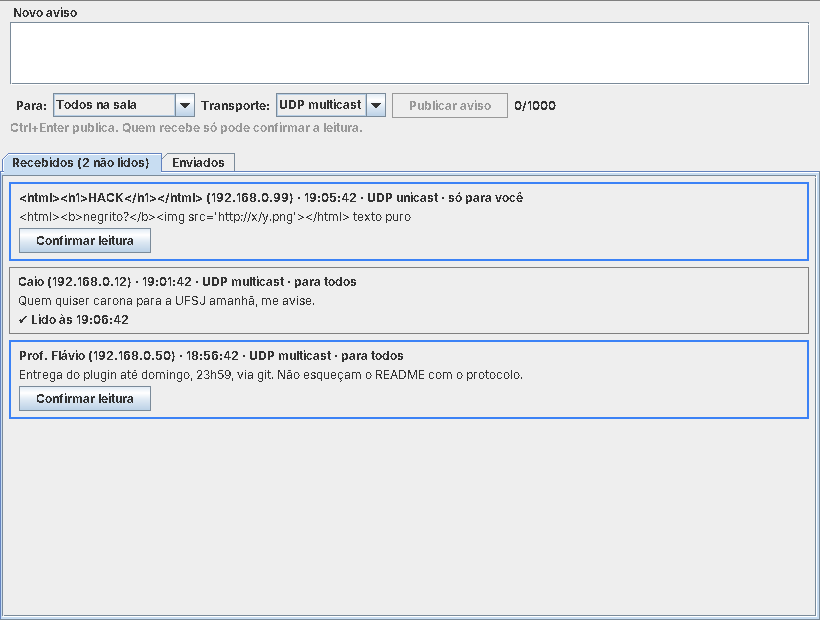 Novo aviso
Para: Todos na sala Transporte: UDP multicast Publicar aviso 0/1000
Ctrl+Enter publica. Quem recebe só pode confirmar a leitura.
Recebidos (2 não lidos) Enviados
<html><h1>HACK</h1></html> (192.168.0.99) · 19:05:42 · UDP unicast · só para você
<html><b>negrito?</b><img src='http://x/y.png'></html> texto puro
Confirmar leitura
Caio (192.168.0.12) · 19:01:42 · UDP multicast · para todos
Quem quiser carona para a UFSJ amanhã, me avise.
✓ Lido às 19:06:42
Prof. Flávio (192.168.0.50) · 18:56:42 · UDP multicast · para todos
Entrega do plugin até domingo, 23h59, via git. Não esqueçam o README com o protocolo.
Confirmar leitura